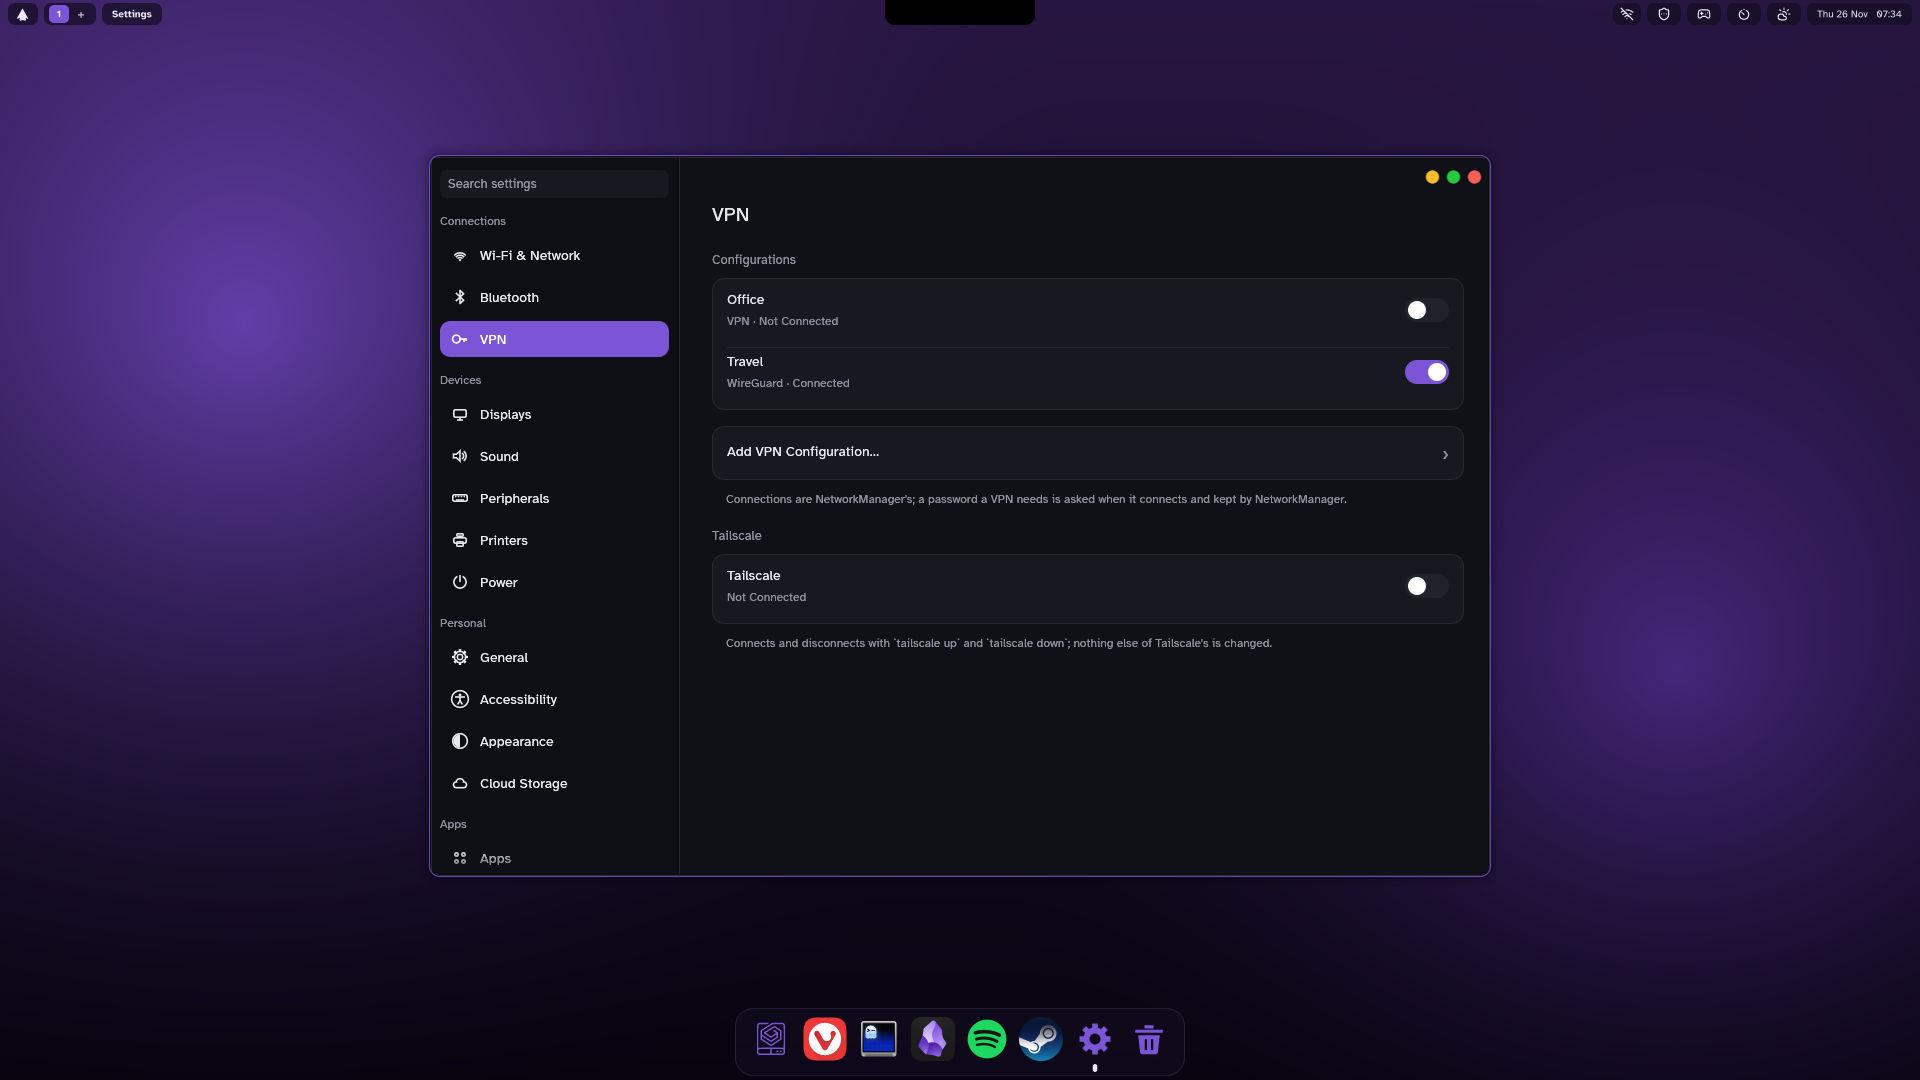 1 + Settings
Thu 26 Nov 07:34
Search settings
Connections
Wi-Fi & Network
Bluetooth
VPN
Devices
Displays
Sound
Peripherals
Printers
Power
Personal
General
Accessibility
Appearance
Cloud Storage
Apps
Apps
VPN
Configurations
Office
VPN · Not Connected
Travel
WireGuard · Connected
Add VPN Configuration...
Connections are NetworkManager's; a password a VPN needs is asked when it connects and kept by NetworkManager.
Tailscale
Tailscale
Not Connected
Connects and disconnects with `tailscale up` and `tailscale down`; nothing else of Tailscale's is changed.